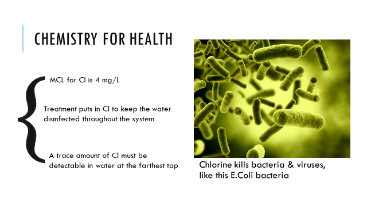 CHEMISTRY FOR HEALTH
MCL for Cl is 4 mg/L
Treatment puts in Cl to keep the water
disinfected throughout the system
A trace amount of Cl must be
detectable in water at the farthest tap
Chlorine kills bacteria & viruses,
like this E.Coli bacteria